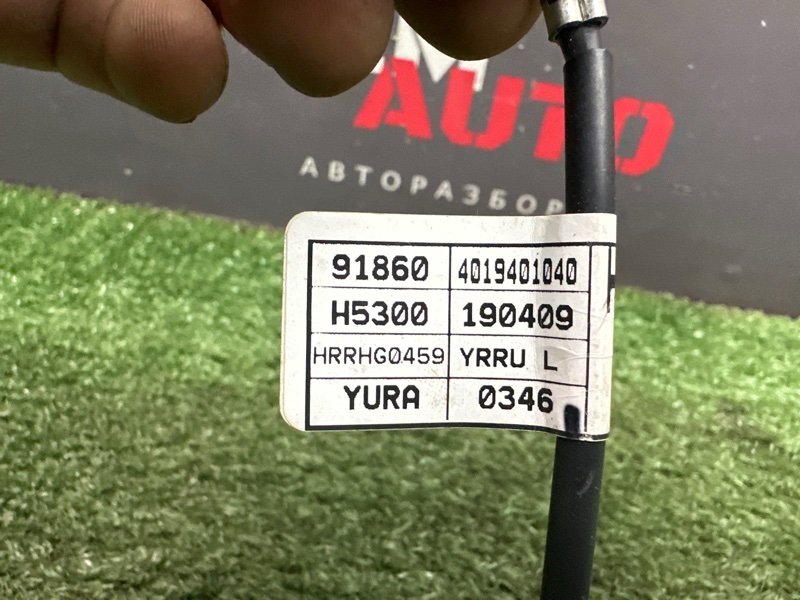 M
AUTO
АВТОРАЗБОР
91860 4019401040
H5300 190409
HRRHG0459 YRRU L
YURA 0346